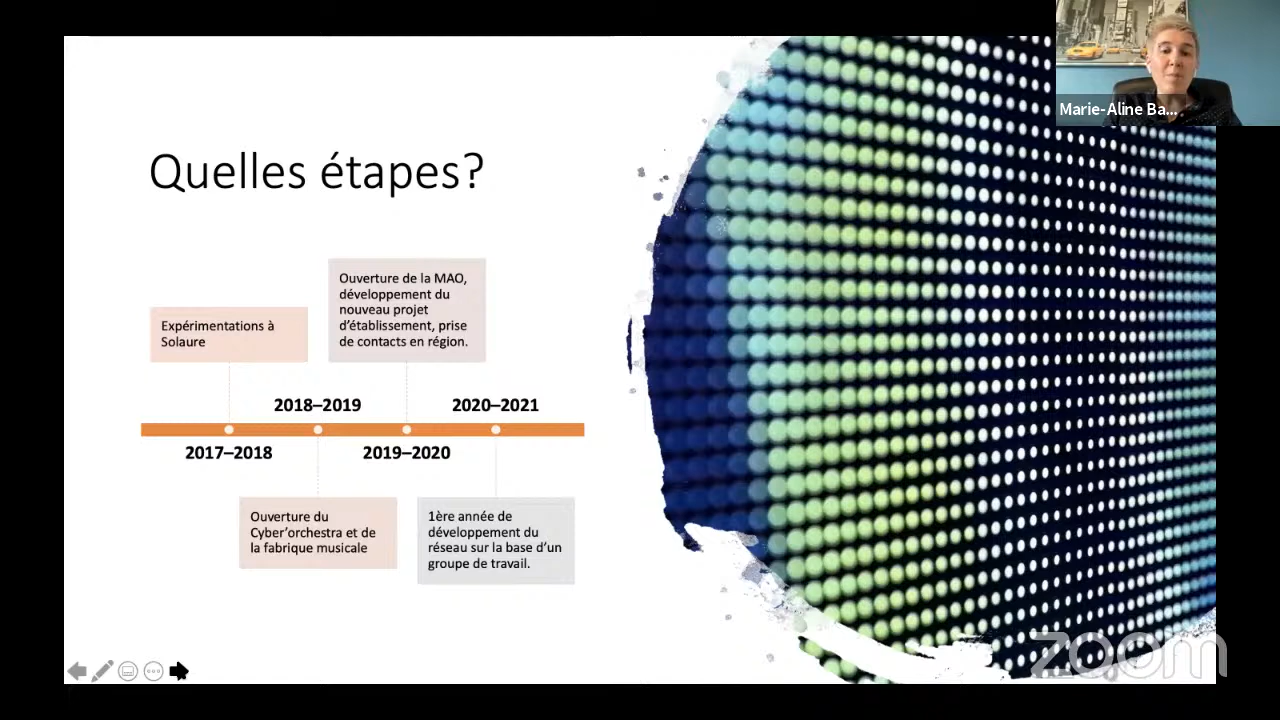 Marie-Aline Ba...
Quelles étapes?
Ouverture de la MAO,
développement du
nouveau projet
d'établissement, prise
de contacts en région.
Expérimentations à
Solaure
2018–2019
2020–2021
2017–2018
2019–2020
Ouverture du
Cyber'orchestra et de
la fabrique musicale
1ère année de
développement du
réseau sur la base d'un
groupe de travail.
zoom